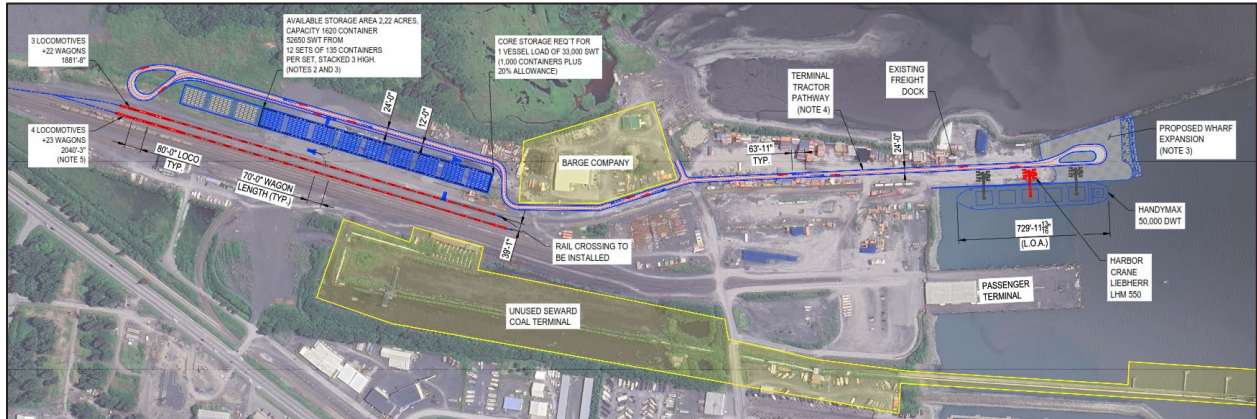 3 LOCOMOTIVES
+22 WAGONS
1881'-8"
AVAILABLE STORAGE AREA 2,22 ACRES,
CAPACITY 1620 CONTAINER
52650 SWT FROM
12 SETS OF 135 CONTAINERS
PER SET, STACKED 3 HIGH.
(NOTES 2 AND 3)
CORE STORAGE REQ'T FOR
1 VESSEL LOAD OF 33,000 SWT
(1,000 CONTAINERS PLUS
20% ALLOWANCE)
TERMINAL
TRACTOR
PATHWAY
(NOTE 4)
EXISTING
FREIGHT
DOCK
PROPOSED WHARF
EXPANSION
(NOTE 3)
24'-0"
12'-0"
4 LOCOMOTIVES
+23 WAGONS
2040'-3"
(NOTE 5)
80'-0" LOCO
TYP.
70'-0" WAGON
LENGTH (TYP.)
BARGE COMPANY
63'-11"
TYP.
24'-0"
HANDYMAX
50,000 DWT
729'-11 13/16"
(L.O.A.)
39'-1"
RAIL CROSSING TO
BE INSTALLED
HARBOR
CRANE
LIEBHERR
LHM 550
PASSENGER
TERMINAL
UNUSED SEWARD
COAL TERMINAL